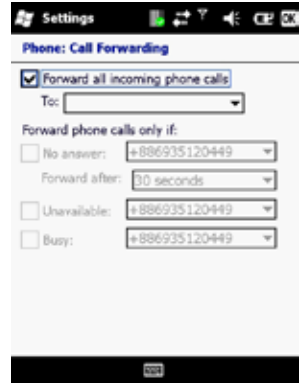 Settings
OK
Phone: Call Forwarding
Forward all incoming phone calls
To:
Forward phone calls only if:
No answer: +886935120449
Forward after: 30 seconds
Unavailable: +886935120449
Busy: +886935120449